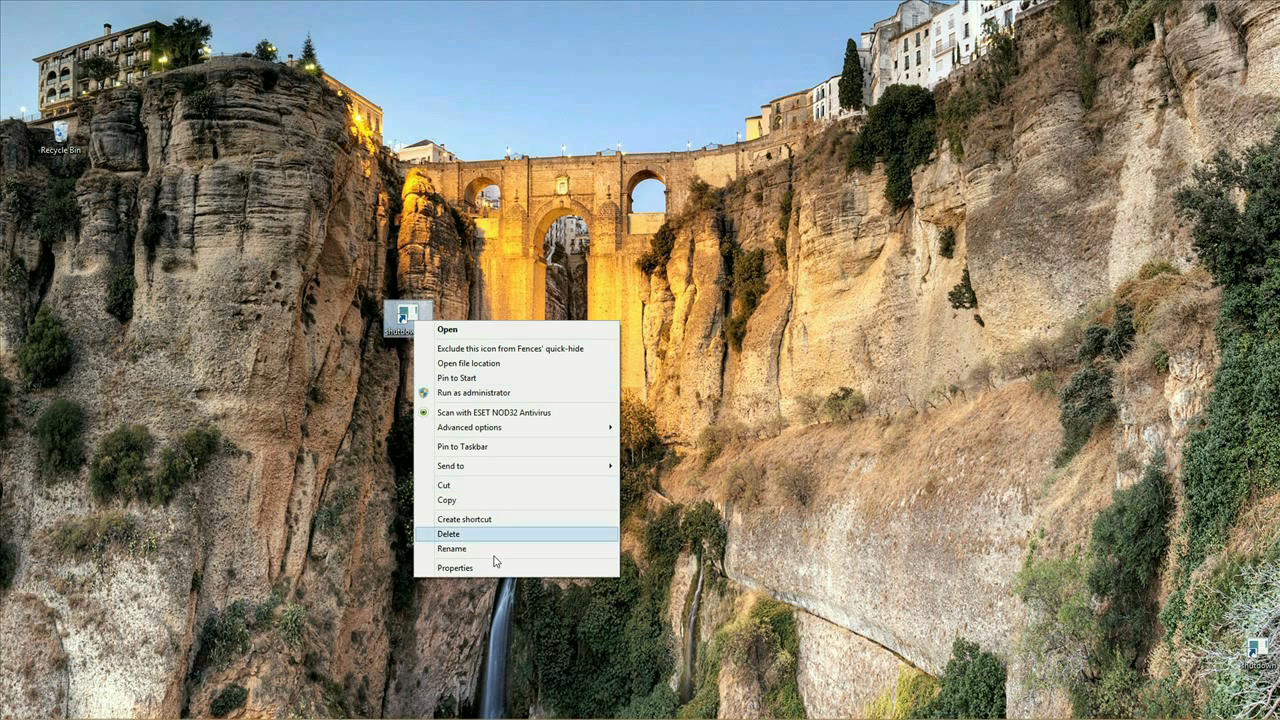 Recycle Bin
shutdown
Open
Exclude this icon from Fences' quick-hide
Open file location
Pin to Start
Run as administrator
Scan with ESET NOD32 Antivirus
Advanced options
Pin to Taskbar
Send to
Cut
Copy
Create shortcut
Delete
Rename
Properties
shutdown